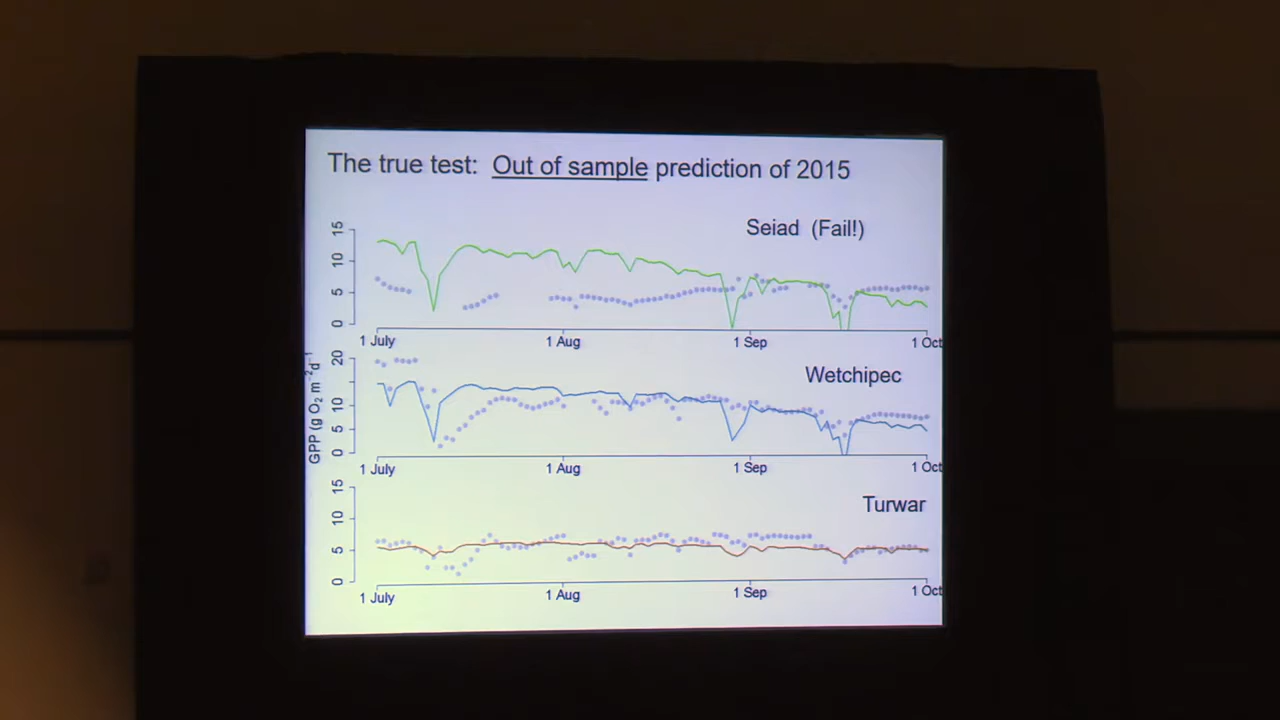 The true test: Out of sample prediction of 2015
Seiad (Fail!)
15
10
5
0
1 July
1 Aug
1 Sep
1 Oct
Wetchipec
20
10
5
0
1 July
1 Aug
1 Sep
1 Oct
GPP (g O₂ m⁻²d⁻¹
Turwar
15
10
5
0
1 July
1 Aug
1 Sep
1 Oct